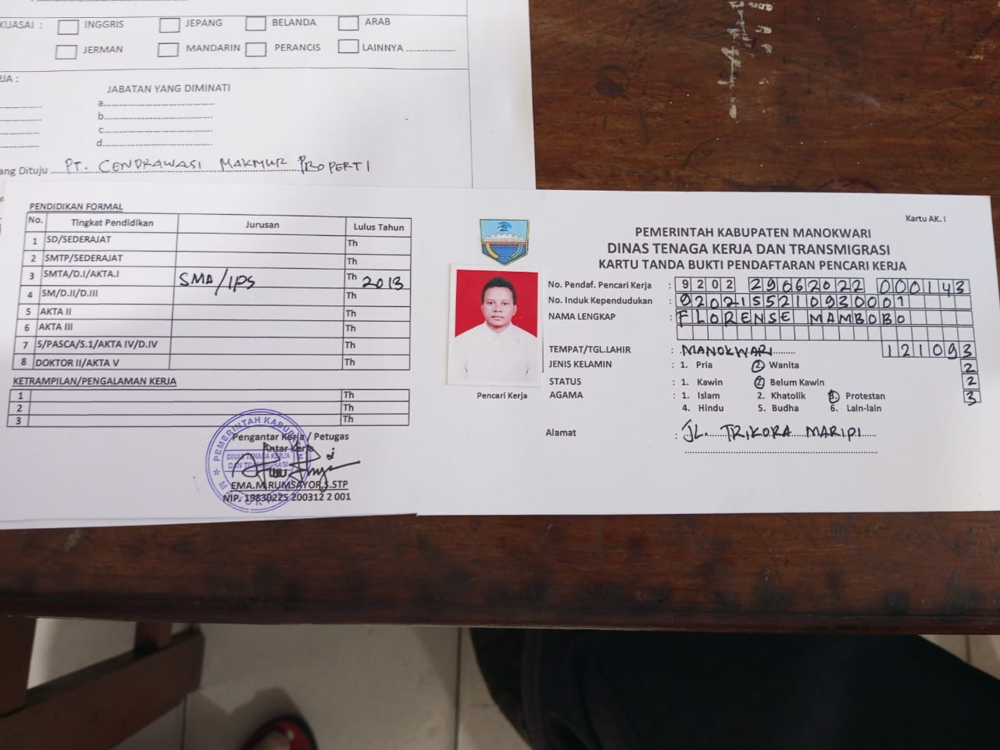 KUASAI : INGGRIS JEPANG BELANDA ARAB
JERMAN MANDARIN PERANCIS LAINNYA
JABATAN YANG DIMINATI
a.
b.
c.
d.
ang Dituju PT. CENDRAWASI MAKMUR PROPERTI
PENDIDIKAN FORMAL
No. Tingkat Pendidikan Jurusan Lulus Tahun
1 SD/SEDERAJAT Th
2 SMTP/SEDERAJAT Th
3 SMTA/D.I/AKTA.I SMA/IPS Th 2013
4 SM/D.II/D.III Th
5 AKTA II Th
6 AKTA III Th
7 S/PASCA/S.1/AKTA IV/D.IV Th
8 DOKTOR II/AKTA V Th
KETRAMPILAN/PENGALAMAN KERJA
1 Th
2 Th
3 Th
Pengantar Kerja / Petugas
Antar Kerja
DINAS TENAGA KERJA
DAN TRANSMIGRASI
EMA.M.RUMSAYOR,S.STP
NIP. 19830225 200312 2 001
Kartu AK. I
PEMERINTAH KABUPATEN MANOKWARI
DINAS TENAGA KERJA DAN TRANSMIGRASI
KARTU TANDA BUKTI PENDAFTARAN PENCARI KERJA
No. Pendaf. Pencari Kerja : 9202 29062022 000143
No. Induk Kependudukan : 9202155210930001
NAMA LENGKAP : FLORENSE MAMBOBO
TEMPAT/TGL.LAHIR : MANOKWARI 121093
JENIS KELAMIN : 1. Pria 2. Wanita 2
STATUS : 1. Kawin 2. Belum Kawin 2
AGAMA : 1. Islam 2. Khatolik 3. Protestan 3
4. Hindu 5. Budha 6. Lain-lain
Alamat : JL. TRIKORA MARIPI
Pencari Kerja